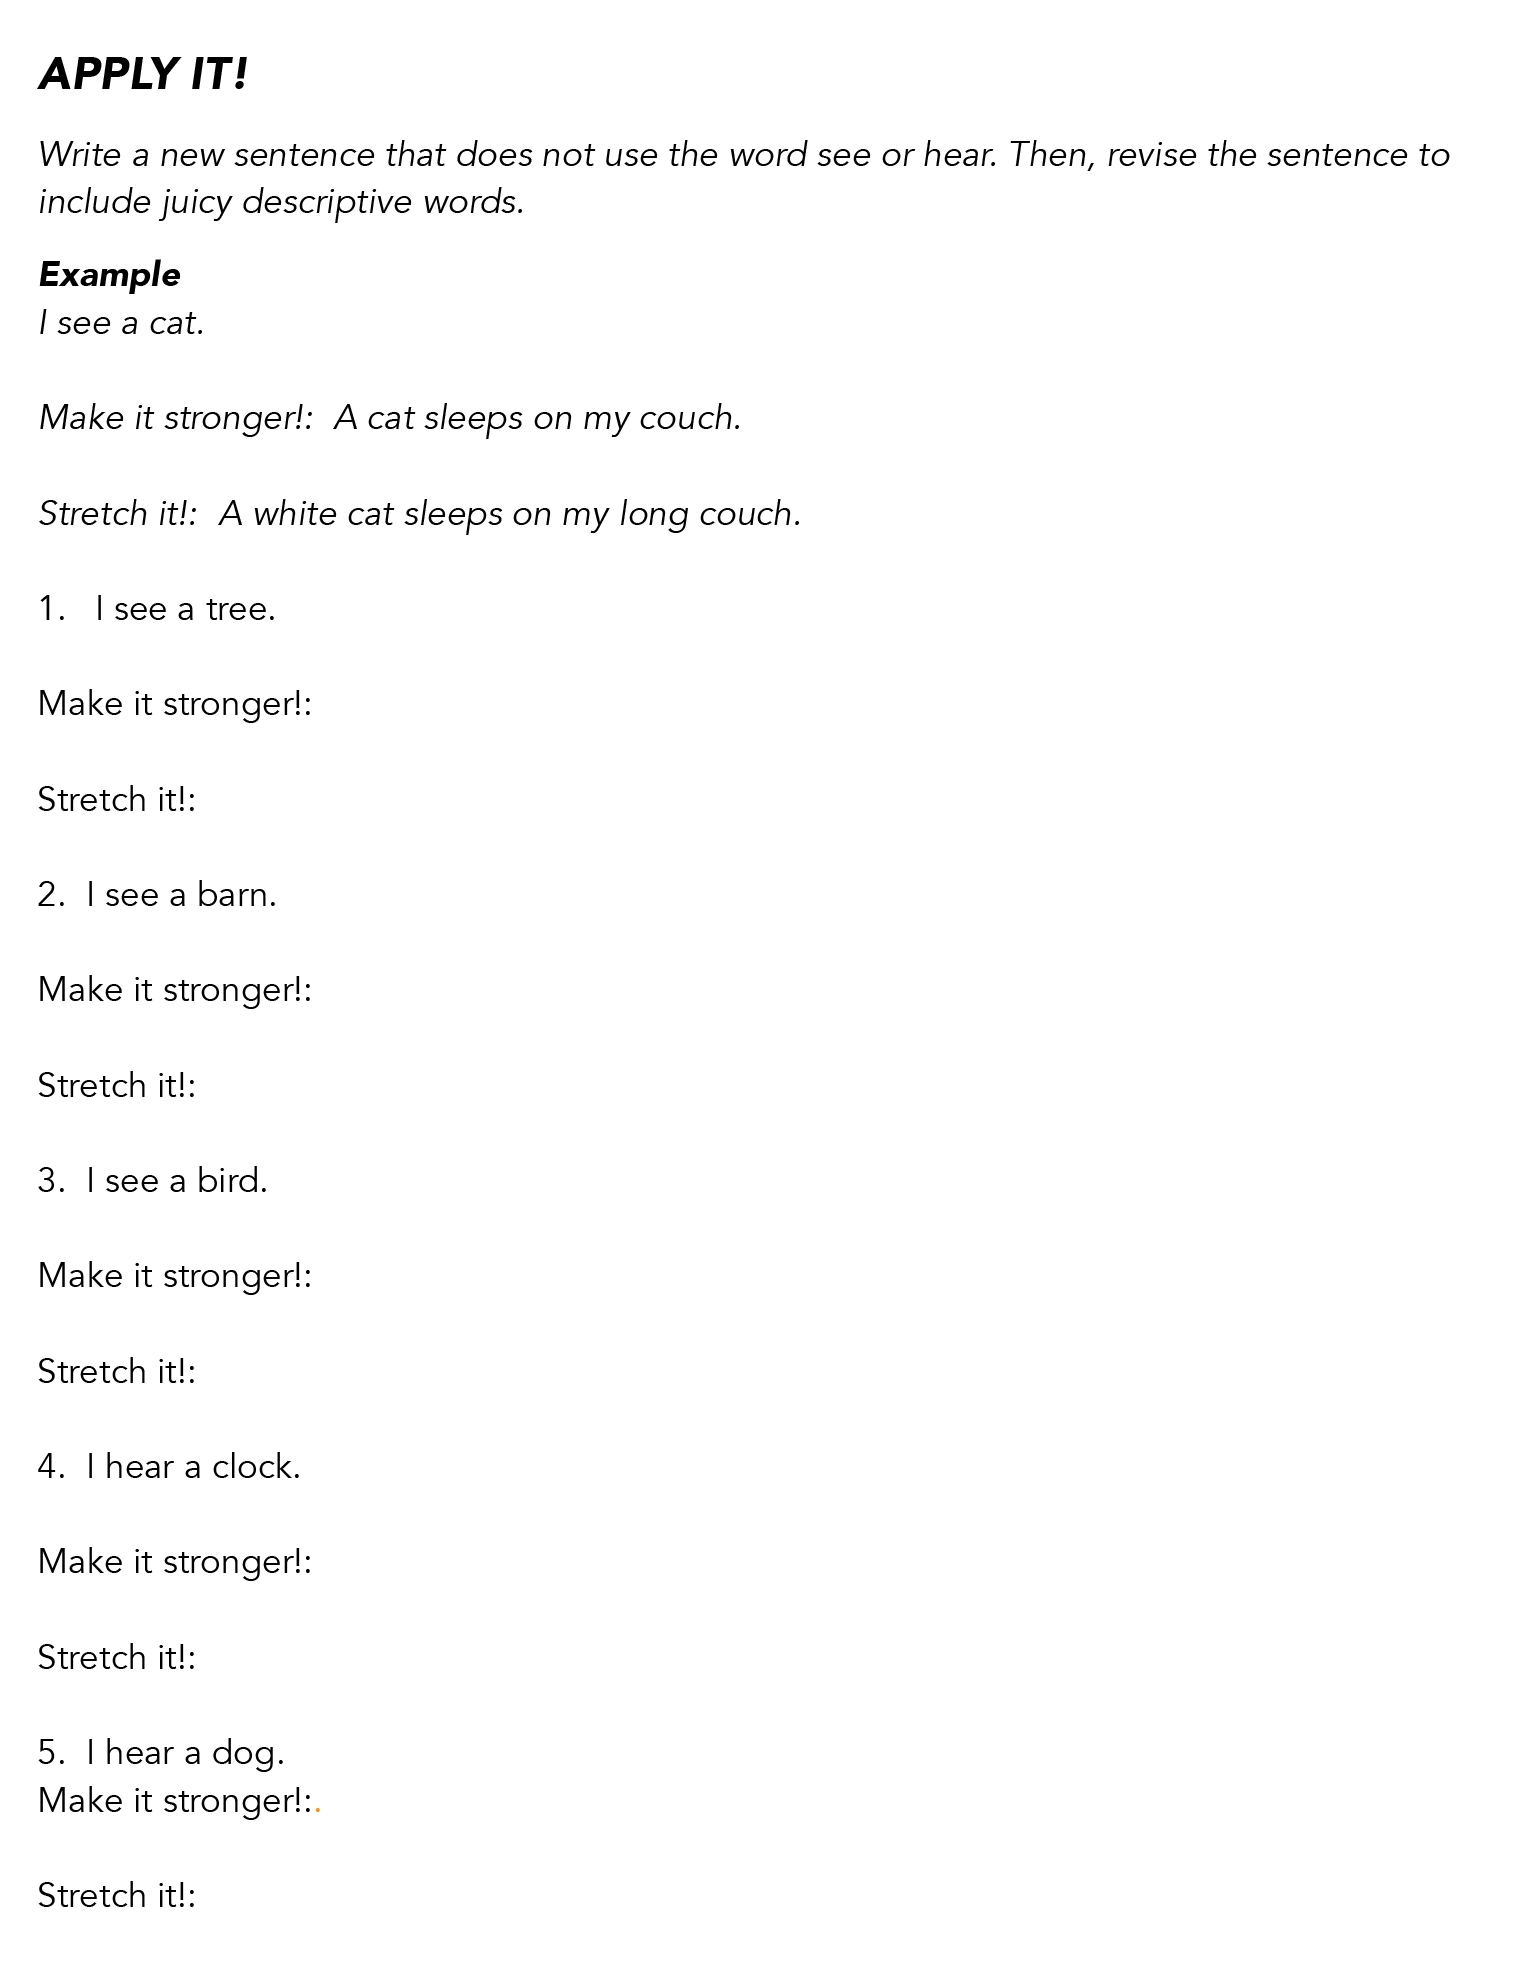 APPLY IT!
Write a new sentence that does not use the word see or hear. Then, revise the sentence to
include juicy descriptive words.
Example
I see a cat.
Make it stronger!:  A cat sleeps on my couch.
Stretch it!:  A white cat sleeps on my long couch.
1.   I see a tree.
Make it stronger!:
Stretch it!:
2.  I see a barn.
Make it stronger!:
Stretch it!:
3.  I see a bird.
Make it stronger!:
Stretch it!:
4.  I hear a clock.
Make it stronger!:
Stretch it!:
5.  I hear a dog.
Make it stronger!:.
Stretch it!: